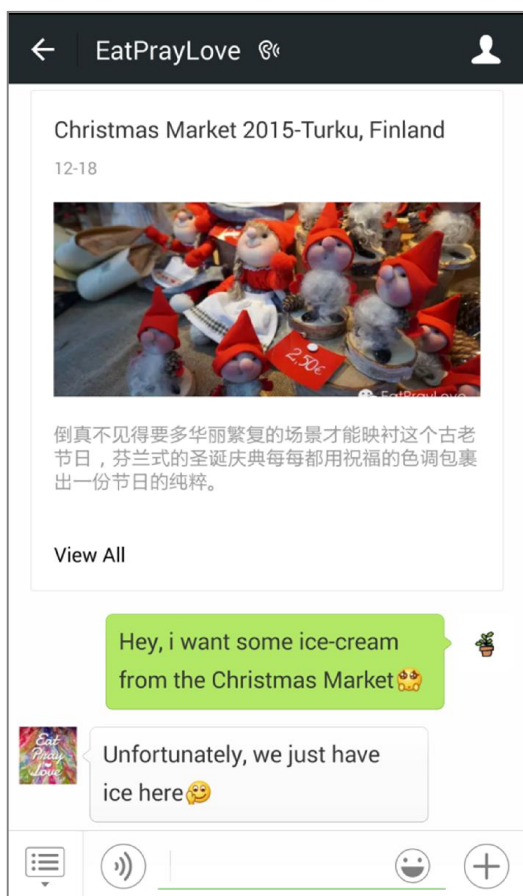 EatPrayLove
Christmas Market 2015-Turku, Finland
12-18
2,50€
EatPrayLove
倒真不见得要多华丽繁复的场景才能映衬这个古老
节日，芬兰式的圣诞庆典每每都用祝福的色调包裹
出一份节日的纯粹。
View All
Hey, i want some ice-cream
from the Christmas Market
Eat
Pray
Love
Unfortunately, we just have
ice here